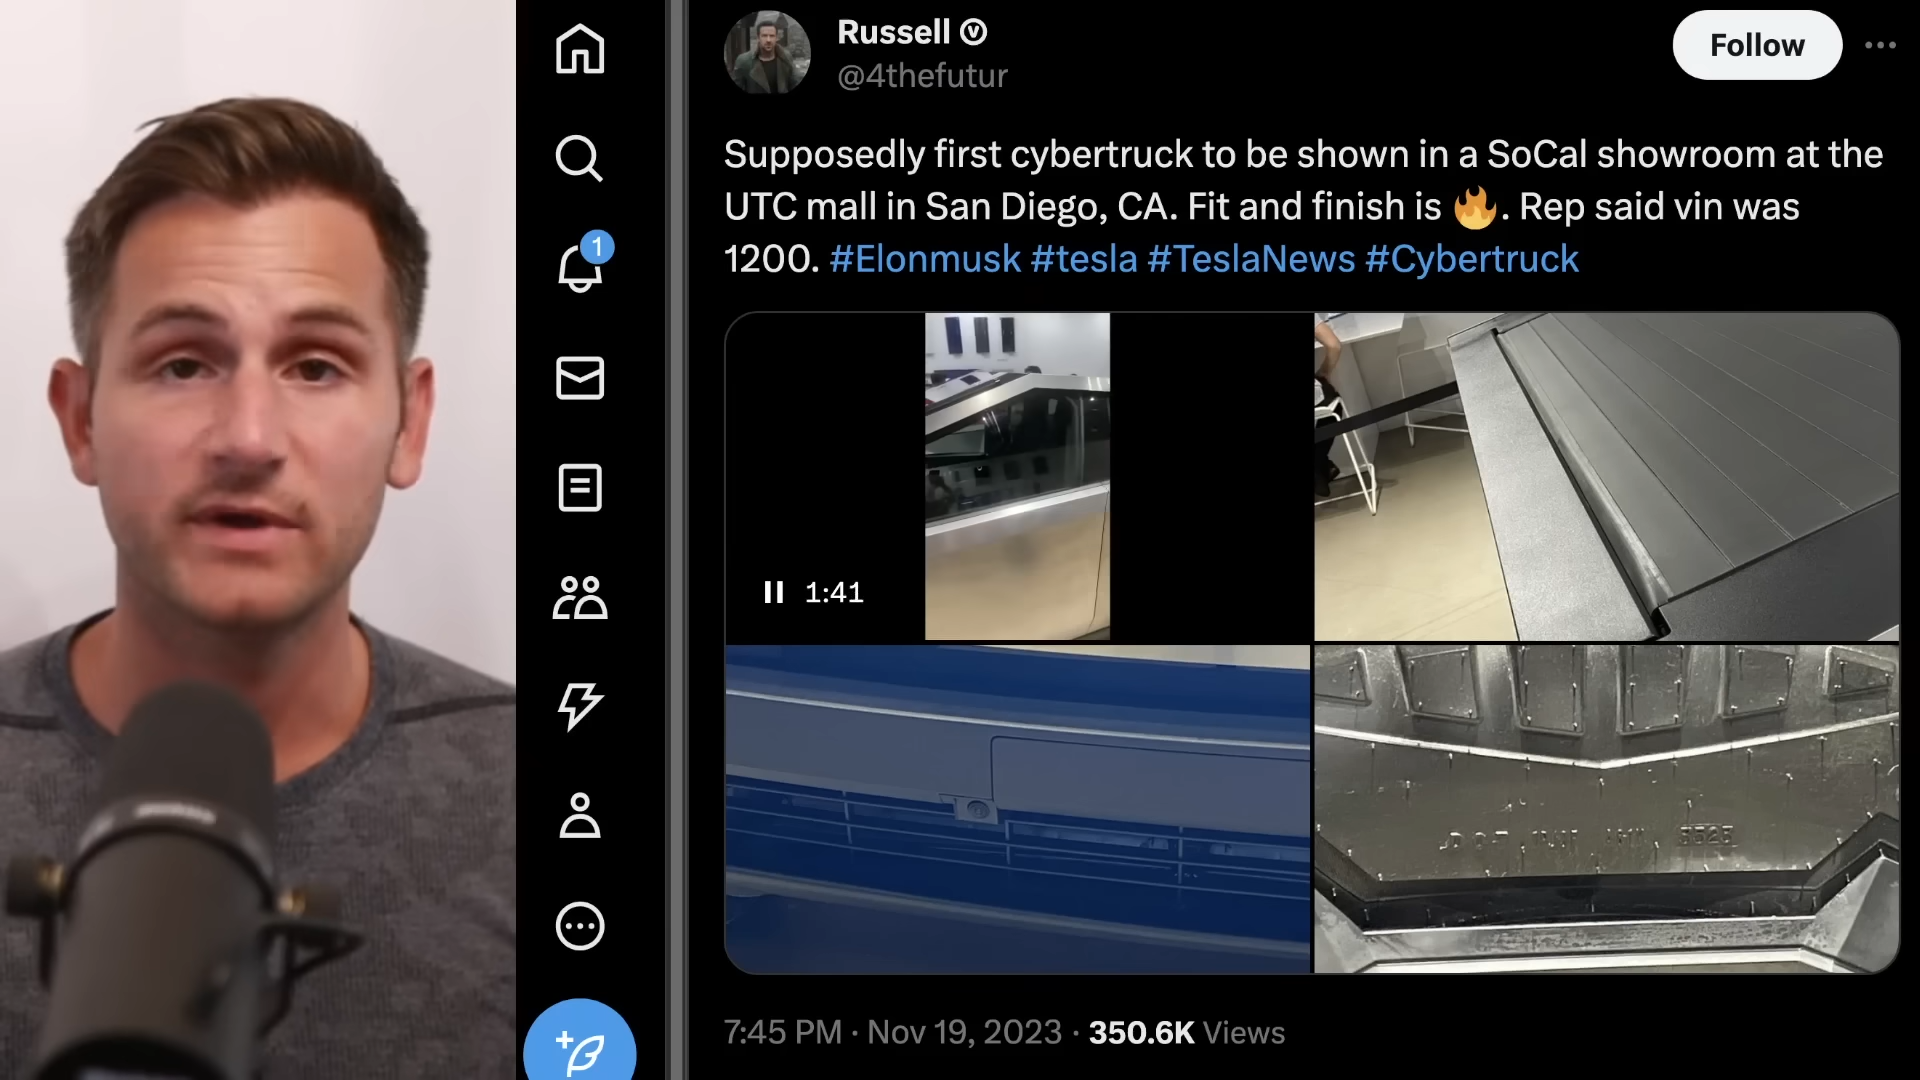 Russell
@4thefutur
Follow
Supposedly first cybertruck to be shown in a SoCal showroom at the
UTC mall in San Diego, CA. Fit and finish is 🔥. Rep said vin was
1200. #Elonmusk #tesla #TeslaNews #Cybertruck
1
1:41
7:45 PM · Nov 19, 2023 · 350.6K Views